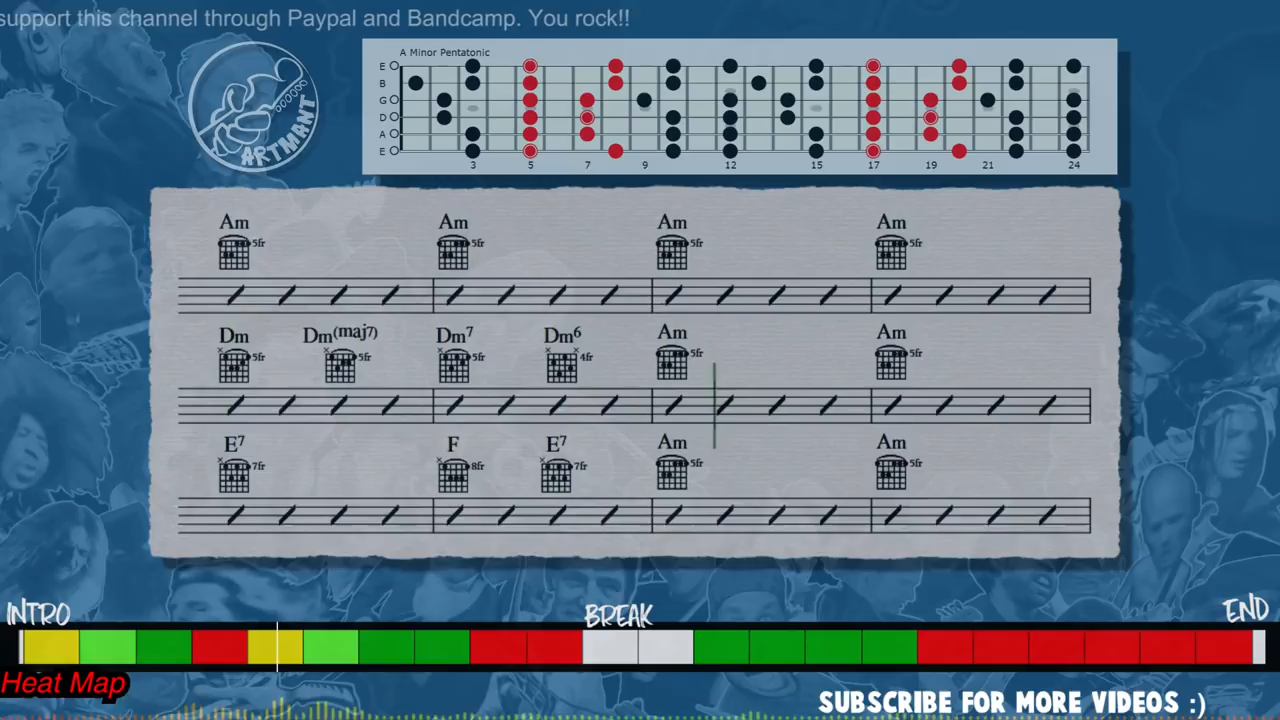 support this channel through Paypal and Bandcamp. You rock!!
ARTMANT
A Minor Pentatonic
E
B
G
D
A
E
3 5 7 9 12 15 17 19 21 24
Am Am Am Am
5fr 5fr 5fr 5fr
Dm Dm(maj7) Dm7 Dm6 Am Am
5fr 5fr 5fr 4fr 5fr 5fr
E7 F E7 Am Am
7fr 8fr 7fr 5fr 5fr
INTRO BREAK END
Heat Map
SUBSCRIBE FOR MORE VIDEOS :)